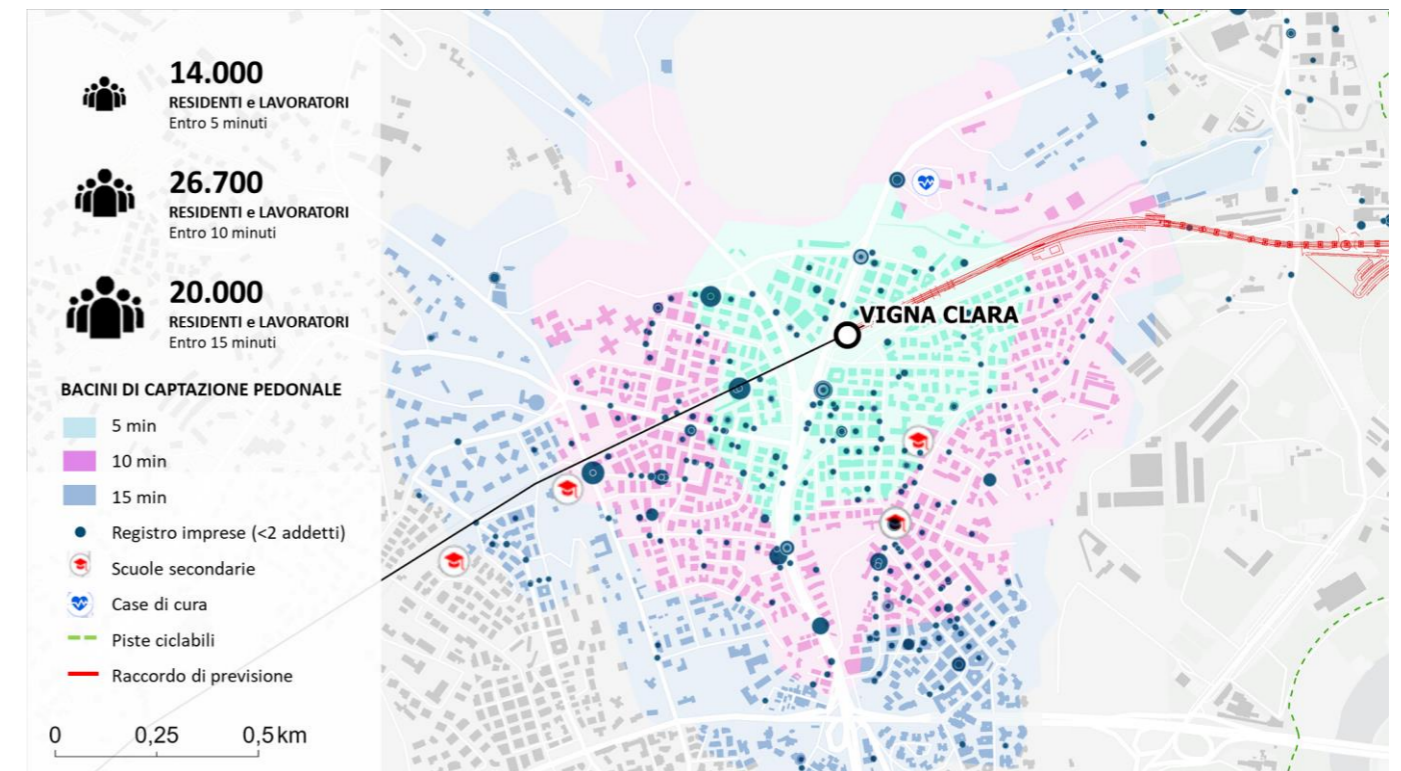 14.000
RESIDENTI e LAVORATORI
Entro 5 minuti
26.700
RESIDENTI e LAVORATORI
Entro 10 minuti
20.000
RESIDENTI e LAVORATORI
Entro 15 minuti
BACINI DI CAPTAZIONE PEDONALE
5 min
10 min
15 min
Registro imprese (<2 addetti)
Scuole secondarie
Case di cura
Piste ciclabili
Raccordo di previsione
0 0,25 0,5 km
VIGNA CLARA